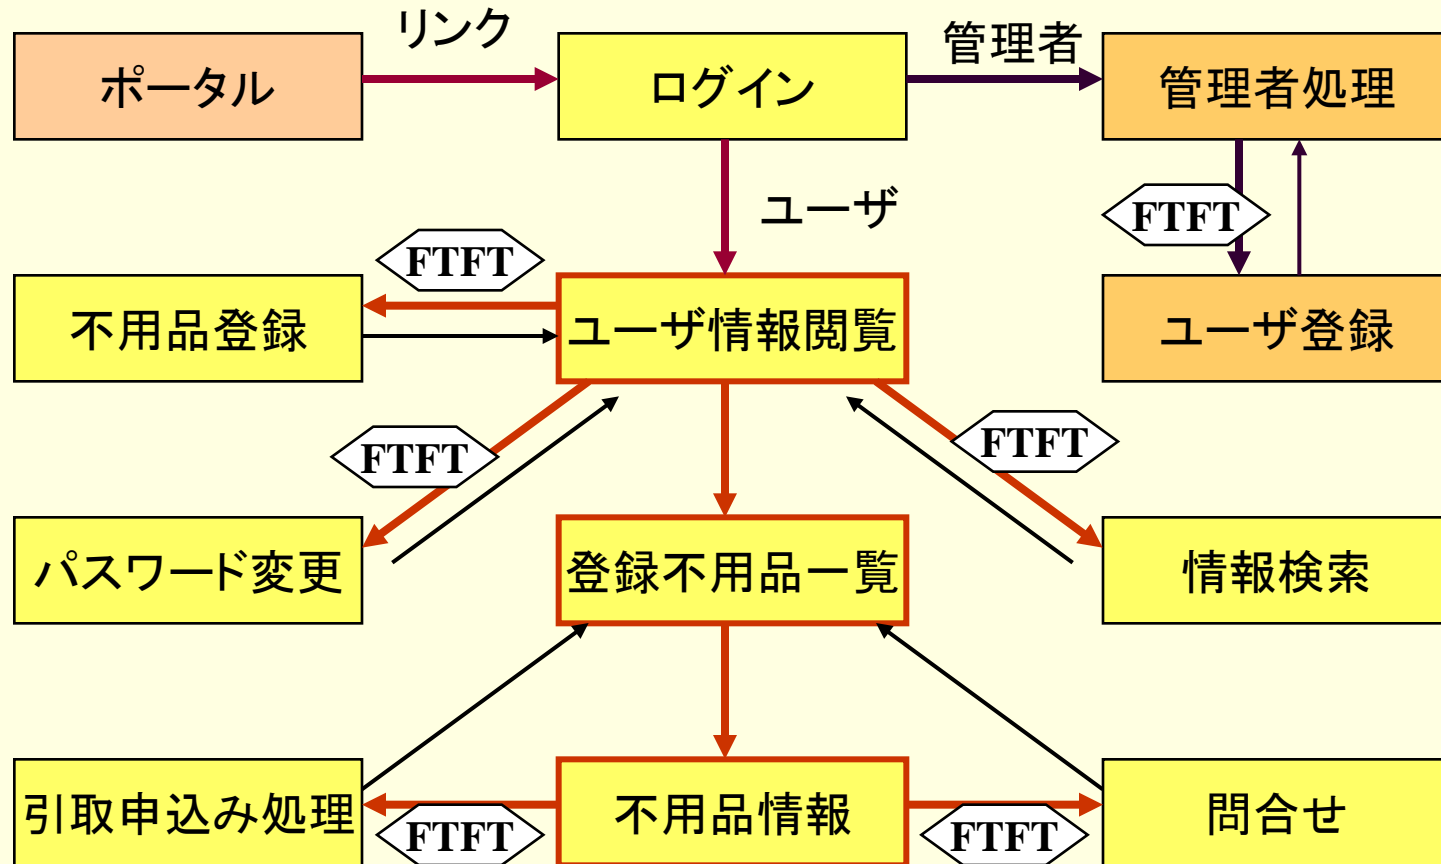 リンク
管理者
ポータル
ログイン
管理者処理
ユーザ
FTFT
FTFT
不用品登録
ユーザ情報閲覧
ユーザ登録
FTFT
FTFT
パスワード変更
登録不用品一覧
情報検索
引取申込み処理
FTFT
不用品情報
FTFT
問合せ